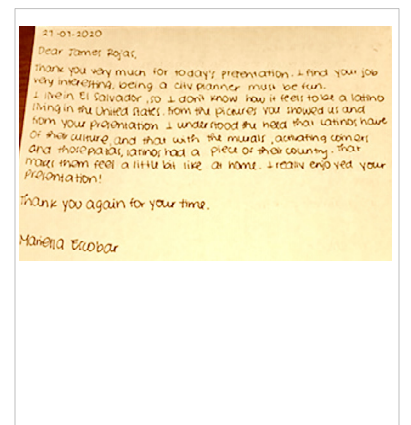 21-01-2020
Dear James Rojas,
Thank you very much for today's presentation. I find your job
very interesting, being a city planner must be fun.
I live in El Salvador, so I don't know how it feels to be a latino
living in the United States. From the pictures you showed us and
from your presentation I understood the need that latinos have
of their culture, and that with the murals, activating corners
and those paletas, latinos had a piece of their country. That
makes them feel a little bit like at home. I really enjoyed your
presentation!
Thank you again for your time.
Mariella Escobar